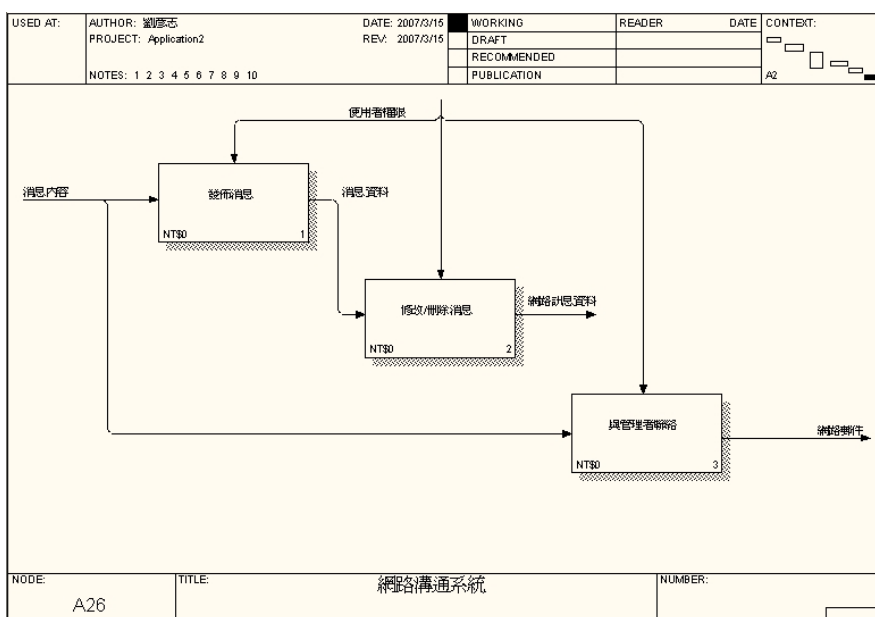 USED AT:
AUTHOR: 劉彥志
DATE: 2007/3/15
WORKING
READER
DATE
CONTEXT:
PROJECT: Application2
REV: 2007/3/15
DRAFT
RECOMMENDED
NOTES: 1 2 3 4 5 6 7 8 9 10
PUBLICATION
A2
使用者權限
消息內容
發佈消息
消息資料
NT$0
1
修改/刪除消息
網路訊息資料
NT$0
2
與管理者聯絡
網路郵件
NT$0
3
NODE:
TITLE:
網路溝通系統
NUMBER:
A26